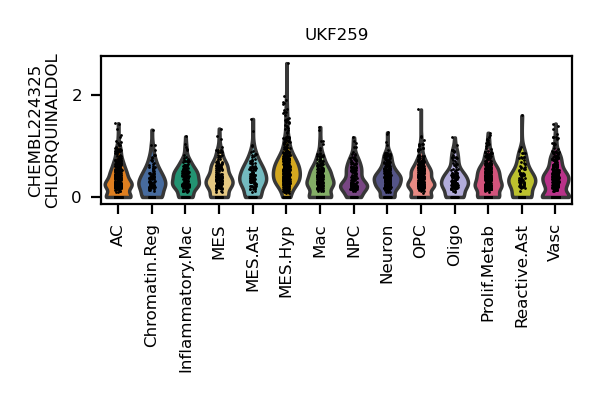 UKF259
CHEMBL224325
CHLORQUINALDOL
2
0
AC
Chromatin.Reg
Inflammatory.Mac
MES
MES.Ast
MES.Hyp
Mac
NPC
Neuron
OPC
Oligo
Prolif.Metab
Reactive.Ast
Vasc